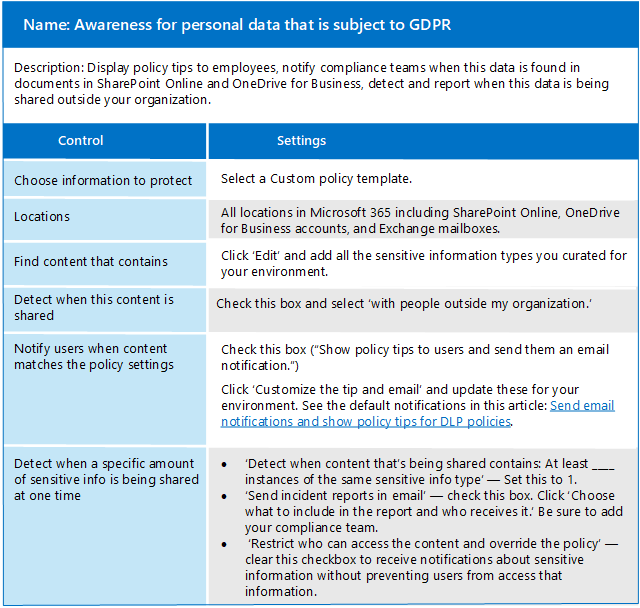 Name: Awareness for personal data that is subject to GDPR
Description: Display policy tips to employees, notify compliance teams when this data is found in
documents in SharePoint Online and OneDrive for Business, detect and report when this data is being
shared outside your organization.
Control
Settings
Choose information to protect
Select a Custom policy template.
Locations
All locations in Microsoft 365 including SharePoint Online, OneDrive
for Business accounts, and Exchange mailboxes.
Find content that contains
Click ‘Edit’ and add all the sensitive information types you curated for
your environment.
Detect when this content is
shared
Check this box and select ‘with people outside my organization.’
Notify users when content
matches the policy settings
Check this box (“Show policy tips to users and send them an email
notification.”)
Click ‘Customize the tip and email’ and update these for your
environment. See the default notifications in this article: Send email
notifications and show policy tips for DLP policies.
Detect when a specific amount
of sensitive info is being shared
at one time
• ‘Detect when content that’s being shared contains: At least ____
instances of the same sensitive info type’ — Set this to 1.
• ‘Send incident reports in email’ — check this box. Click ‘Choose
what to include in the report and who receives it.’ Be sure to add
your compliance team.
• ‘Restrict who can access the content and override the policy’ —
clear this checkbox to receive notifications about sensitive
information without preventing users from access that
information.